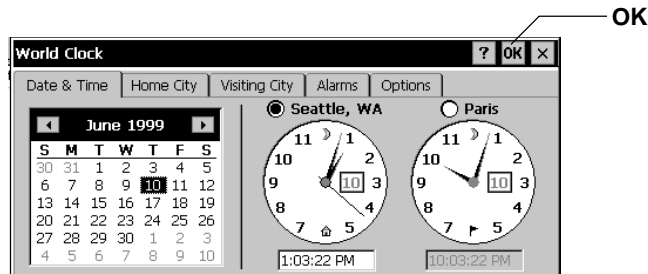 OK
World Clock ? OK ×
Date & Time Home City Visiting City Alarms Options
June 1999
S M T W T F S
30 31 1 2 3 4 5
6 7 8 9 10 11 12
13 14 15 16 17 18 19
20 21 22 23 24 25 26
27 28 29 30 1 2 3
4 5 6 7 8 9 10
Seattle, WA
11 1
10 2
9 10 3
8 4
7 5
1:03:22 PM
Paris
11 1
10 2
9 10 3
8 4
7 5
10:03:22 PM